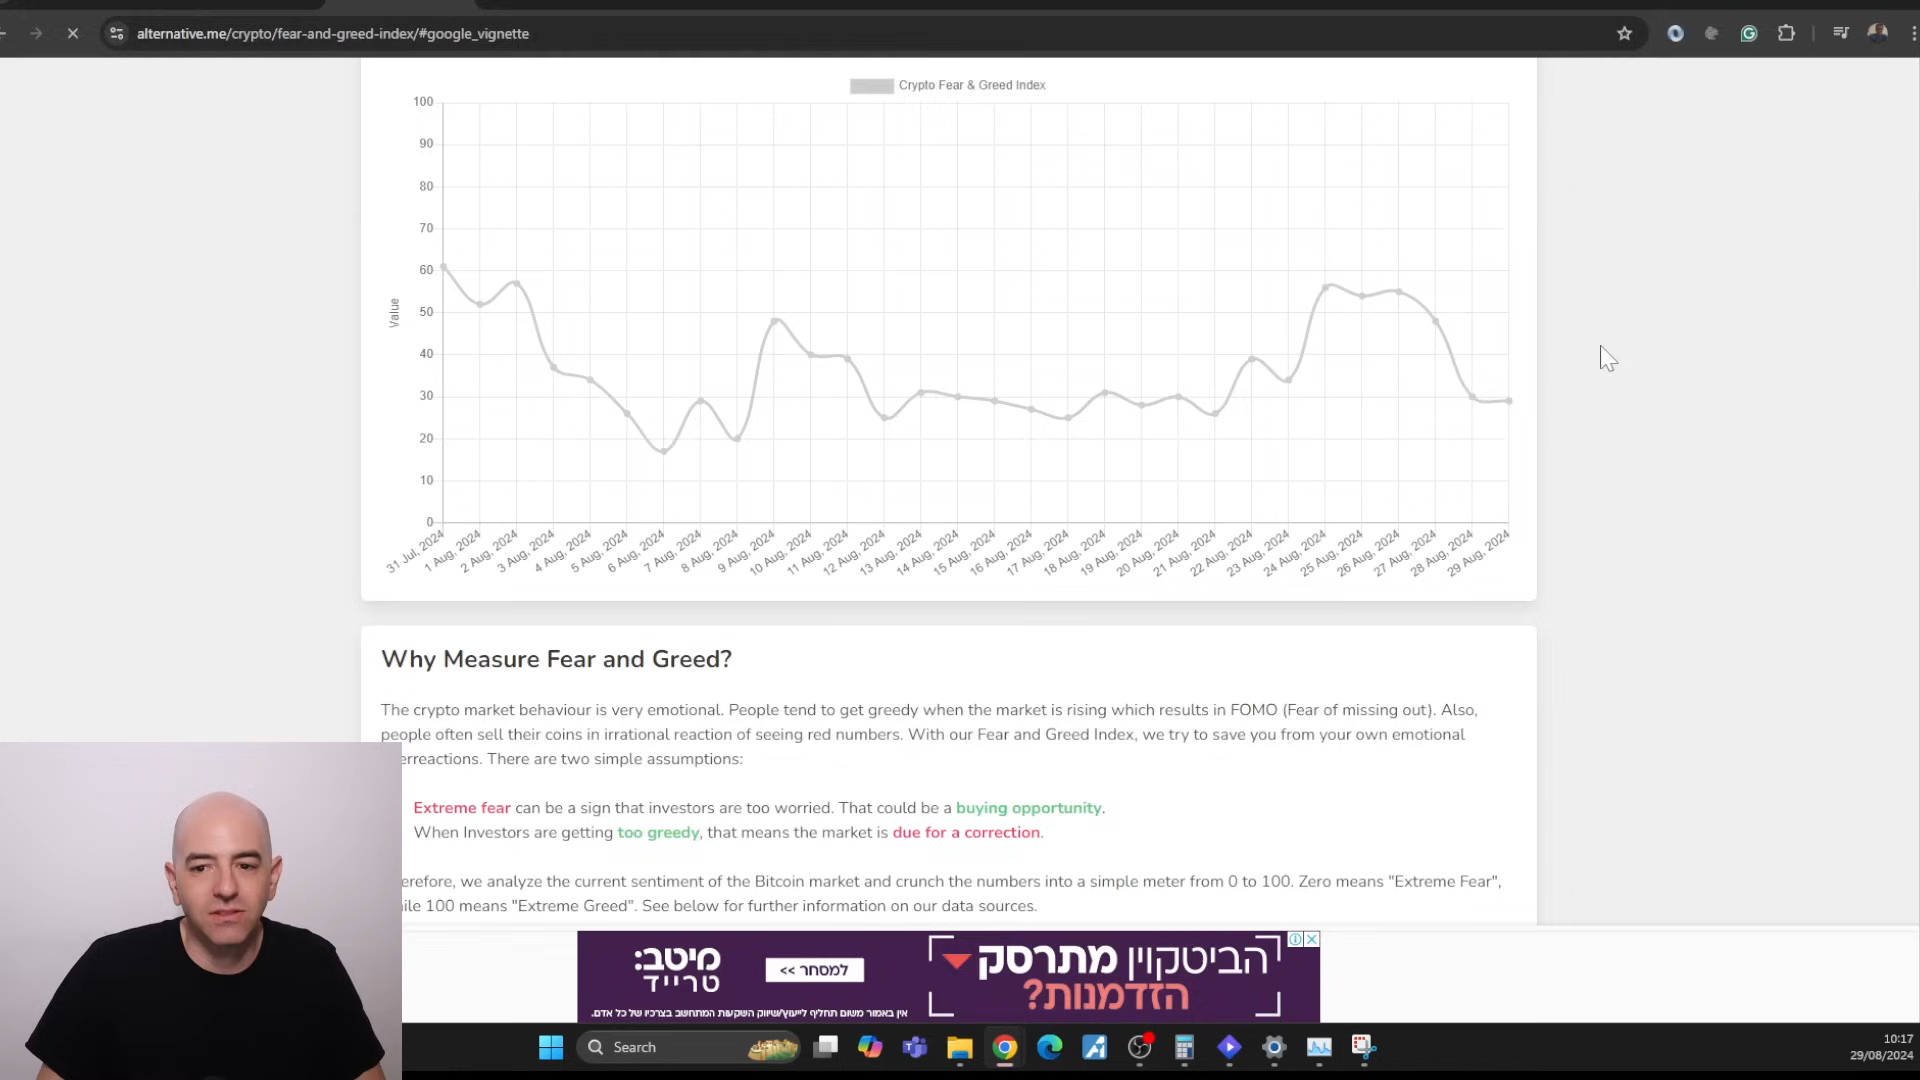 alternative.me/crypto/fear-and-greed-index/#google_vignette
Crypto Fear & Greed Index
100
90
80
70
60
50
40
30
20
10
0
Value
31 Jul, 2024
1 Aug, 2024
2 Aug, 2024
3 Aug, 2024
4 Aug, 2024
5 Aug, 2024
6 Aug, 2024
7 Aug, 2024
8 Aug, 2024
9 Aug, 2024
10 Aug, 2024
11 Aug, 2024
12 Aug, 2024
13 Aug, 2024
14 Aug, 2024
15 Aug, 2024
16 Aug, 2024
17 Aug, 2024
18 Aug, 2024
19 Aug, 2024
20 Aug, 2024
21 Aug, 2024
22 Aug, 2024
23 Aug, 2024
24 Aug, 2024
25 Aug, 2024
26 Aug, 2024
27 Aug, 2024
28 Aug, 2024
29 Aug, 2024
Why Measure Fear and Greed?
The crypto market behaviour is very emotional. People tend to get greedy when the market is rising which results in FOMO (Fear of missing out). Also,
people often sell their coins in irrational reaction of seeing red numbers. With our Fear and Greed Index, we try to save you from your own emotional
erreactions. There are two simple assumptions:
Extreme fear can be a sign that investors are too worried. That could be a buying opportunity.
When Investors are getting too greedy, that means the market is due for a correction.
erefore, we analyze the current sentiment of the Bitcoin market and crunch the numbers into a simple meter from 0 to 100. Zero means "Extreme Fear",
ile 100 means "Extreme Greed". See below for further information on our data sources.
הביטקוין מתרסק
הזדמנות?
למסחר >>
מיטב:
טרייד
אין באמור משום תחליף לייעוץ/שיווק השקעות המתחשב בצרכיו של כל אדם.
Search
10:17
29/08/2024